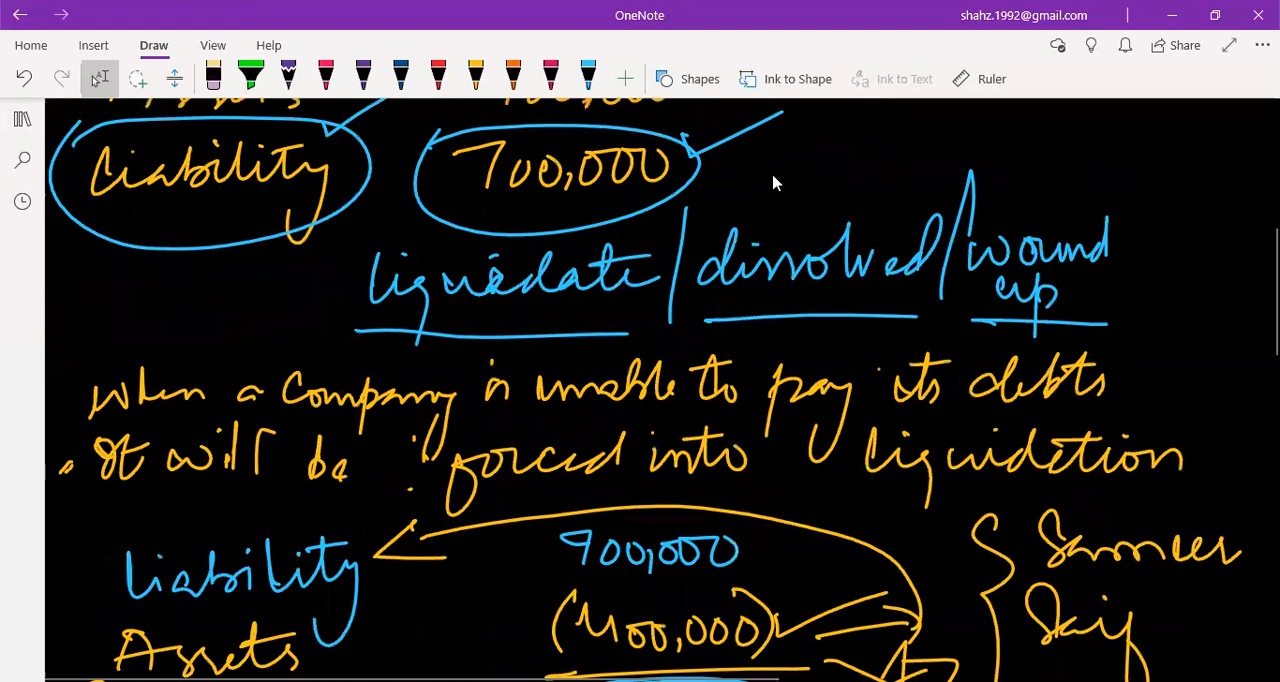 OneNote
shahz.1992@gmail.com
Home Insert Draw View Help
Share
Shapes Ink to Shape Ink to Text Ruler
Assets
Liability 700,000
liquidate / dissolved / wound up
When a company is unable to pay its debts
It will be forced into liquidation
Liability 900,000
Assets (400,000)